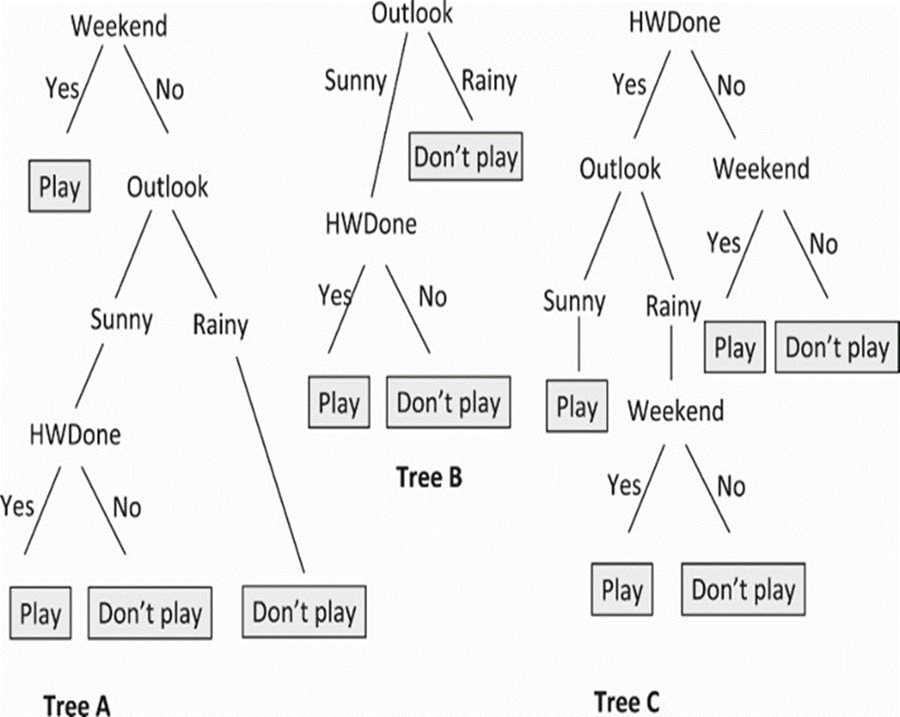 Weekend
Yes No
Play Outlook
Sunny Rainy
HWDone
Yes No
Play Don't play Don't play
Tree A
Outlook
Sunny Rainy
Don't play
HWDone
Yes No
Play Don't play
Tree B
HWDone
Yes No
Outlook Weekend
Yes No
Sunny Rainy
Play Don't play
Play Weekend
Yes No
Play Don't play
Tree C